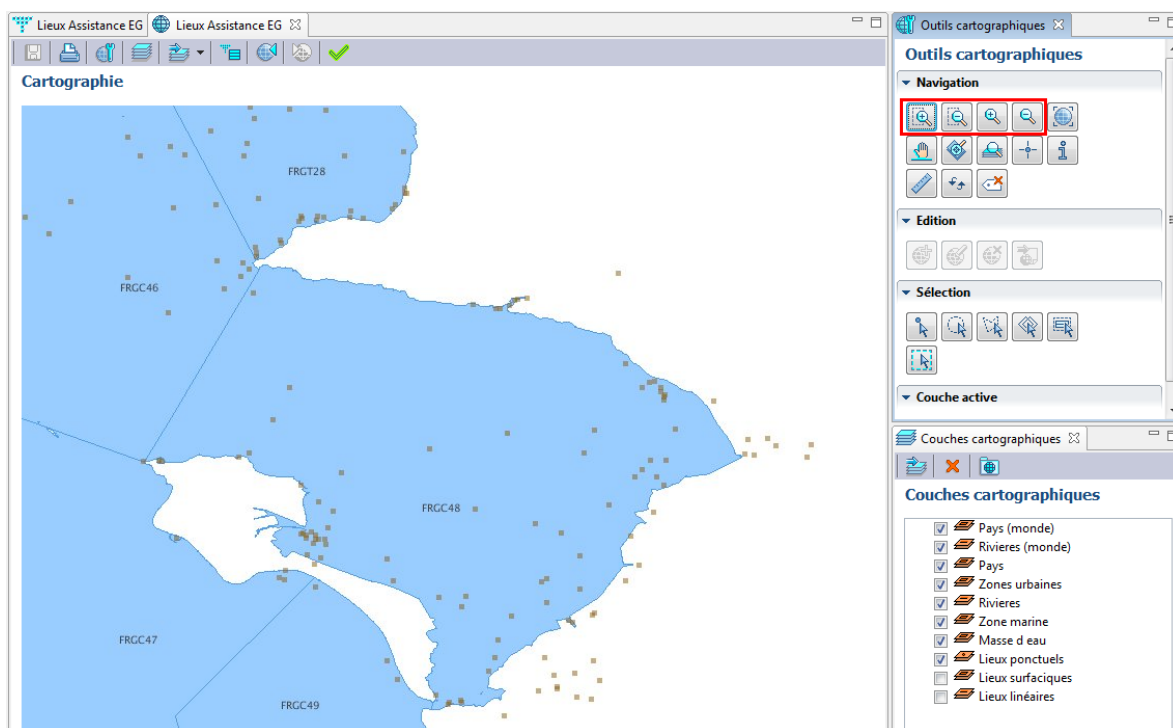 Lieux Assistance EG
Lieux Assistance EG
Cartographie
FRGT28
FRGC46
FRGC48
FRGC47
FRGC49
Outils cartographiques
Outils cartographiques
Navigation
Edition
Sélection
Couche active
Couches cartographiques
Couches cartographiques
Pays (monde)
Rivieres (monde)
Pays
Zones urbaines
Rivieres
Zone marine
Masse d eau
Lieux ponctuels
Lieux surfaciques
Lieux linéaires